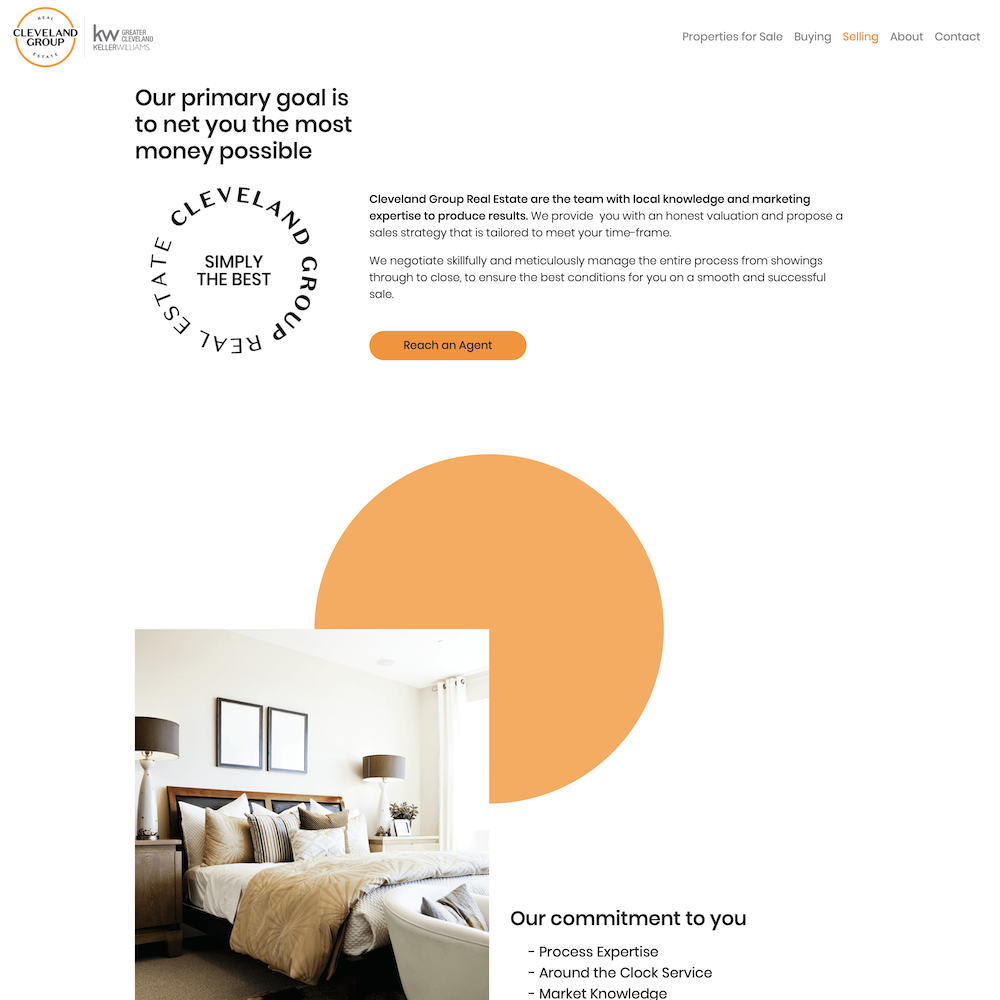 REAL
CLEVELAND
GROUP
ESTATE
kw GREATER
CLEVELAND
KELLERWILLIAMS.
Properties for Sale
Buying
Selling
About
Contact
Our primary goal is
to net you the most
money possible
CLEVELAND GROUP REAL ESTATE
SIMPLY
THE BEST
Cleveland Group Real Estate are the team with local knowledge and marketing
expertise to produce results. We provide  you with an honest valuation and propose a
sales strategy that is tailored to meet your time-frame.
We negotiate skillfully and meticulously manage the entire process from showings
through to close, to ensure the best conditions for you on a smooth and successful
sale.
Reach an Agent
Our commitment to you
- Process Expertise
- Around the Clock Service
- Market Knowledge